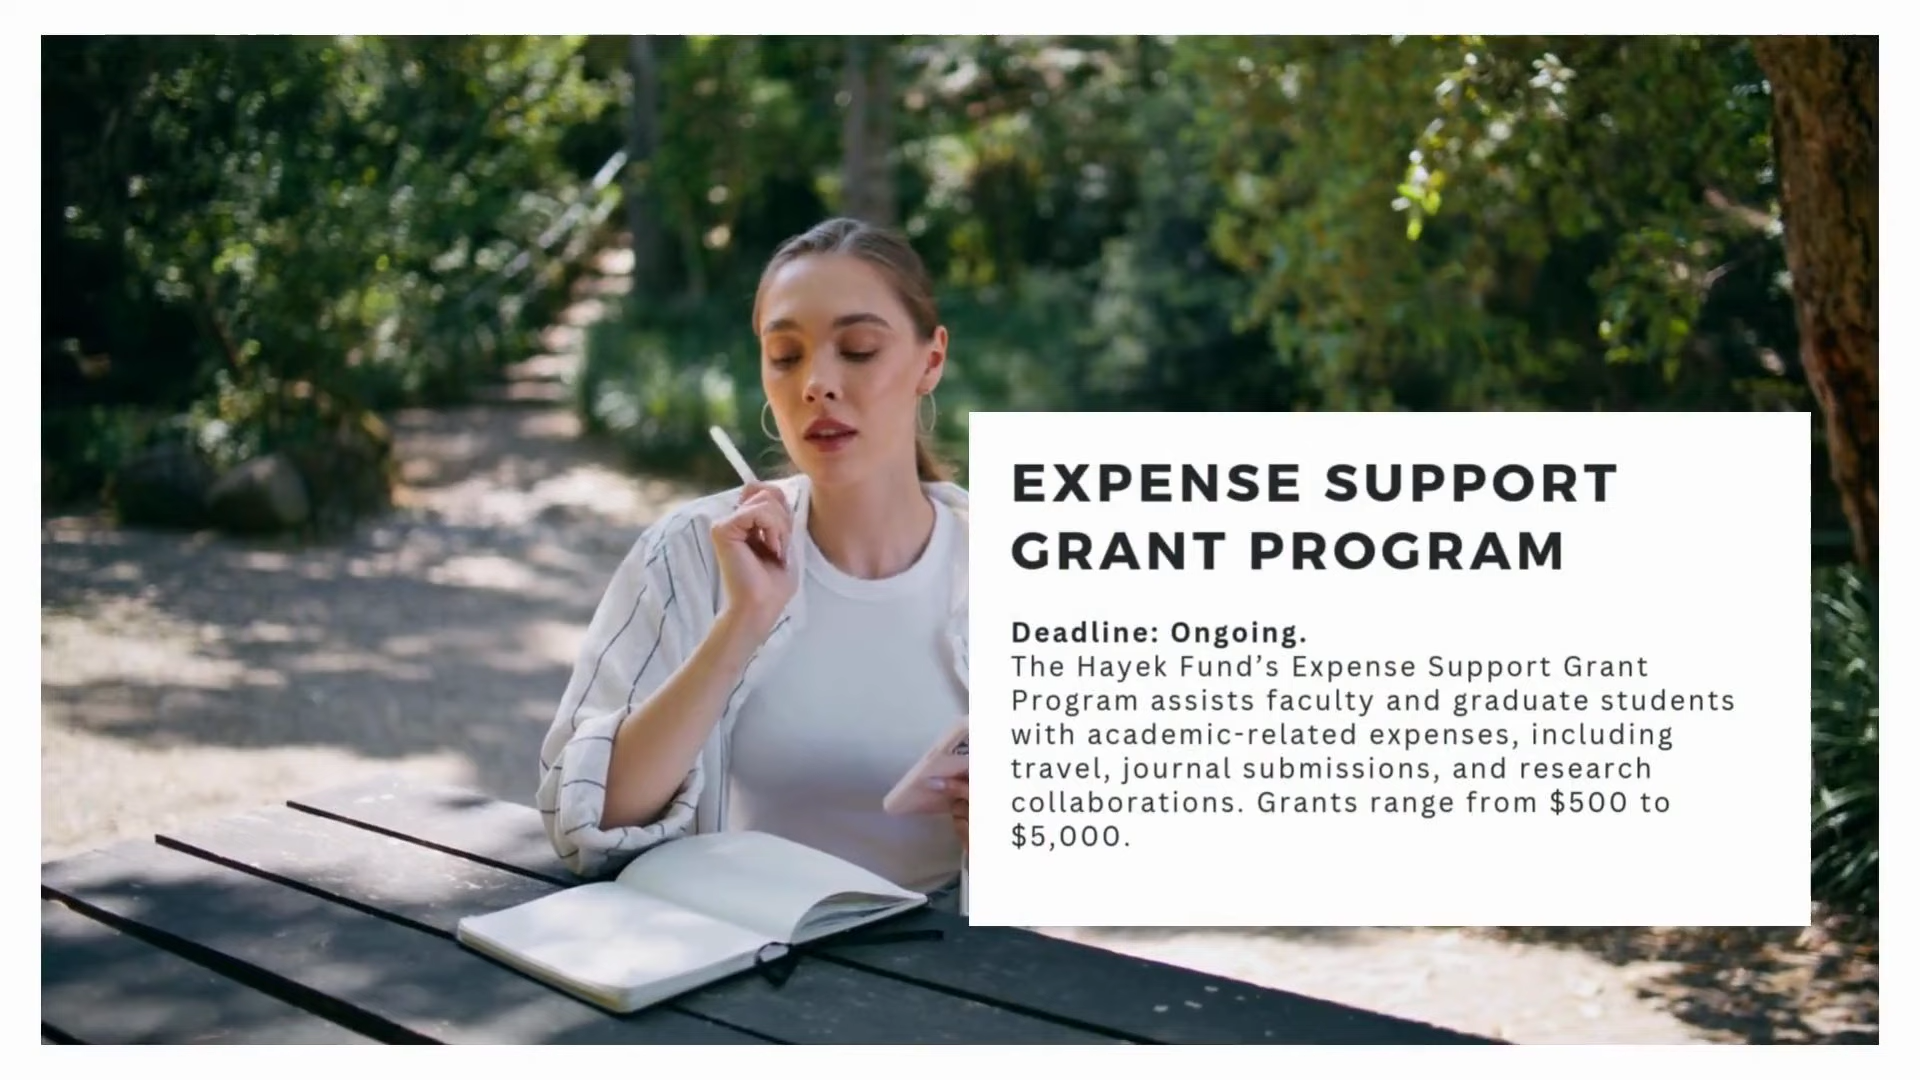 EXPENSE SUPPORT
GRANT PROGRAM
Deadline: Ongoing.
The Hayek Fund’s Expense Support Grant
Program assists faculty and graduate students
with academic-related expenses, including
travel, journal submissions, and research
collaborations. Grants range from $500 to
$5,000.